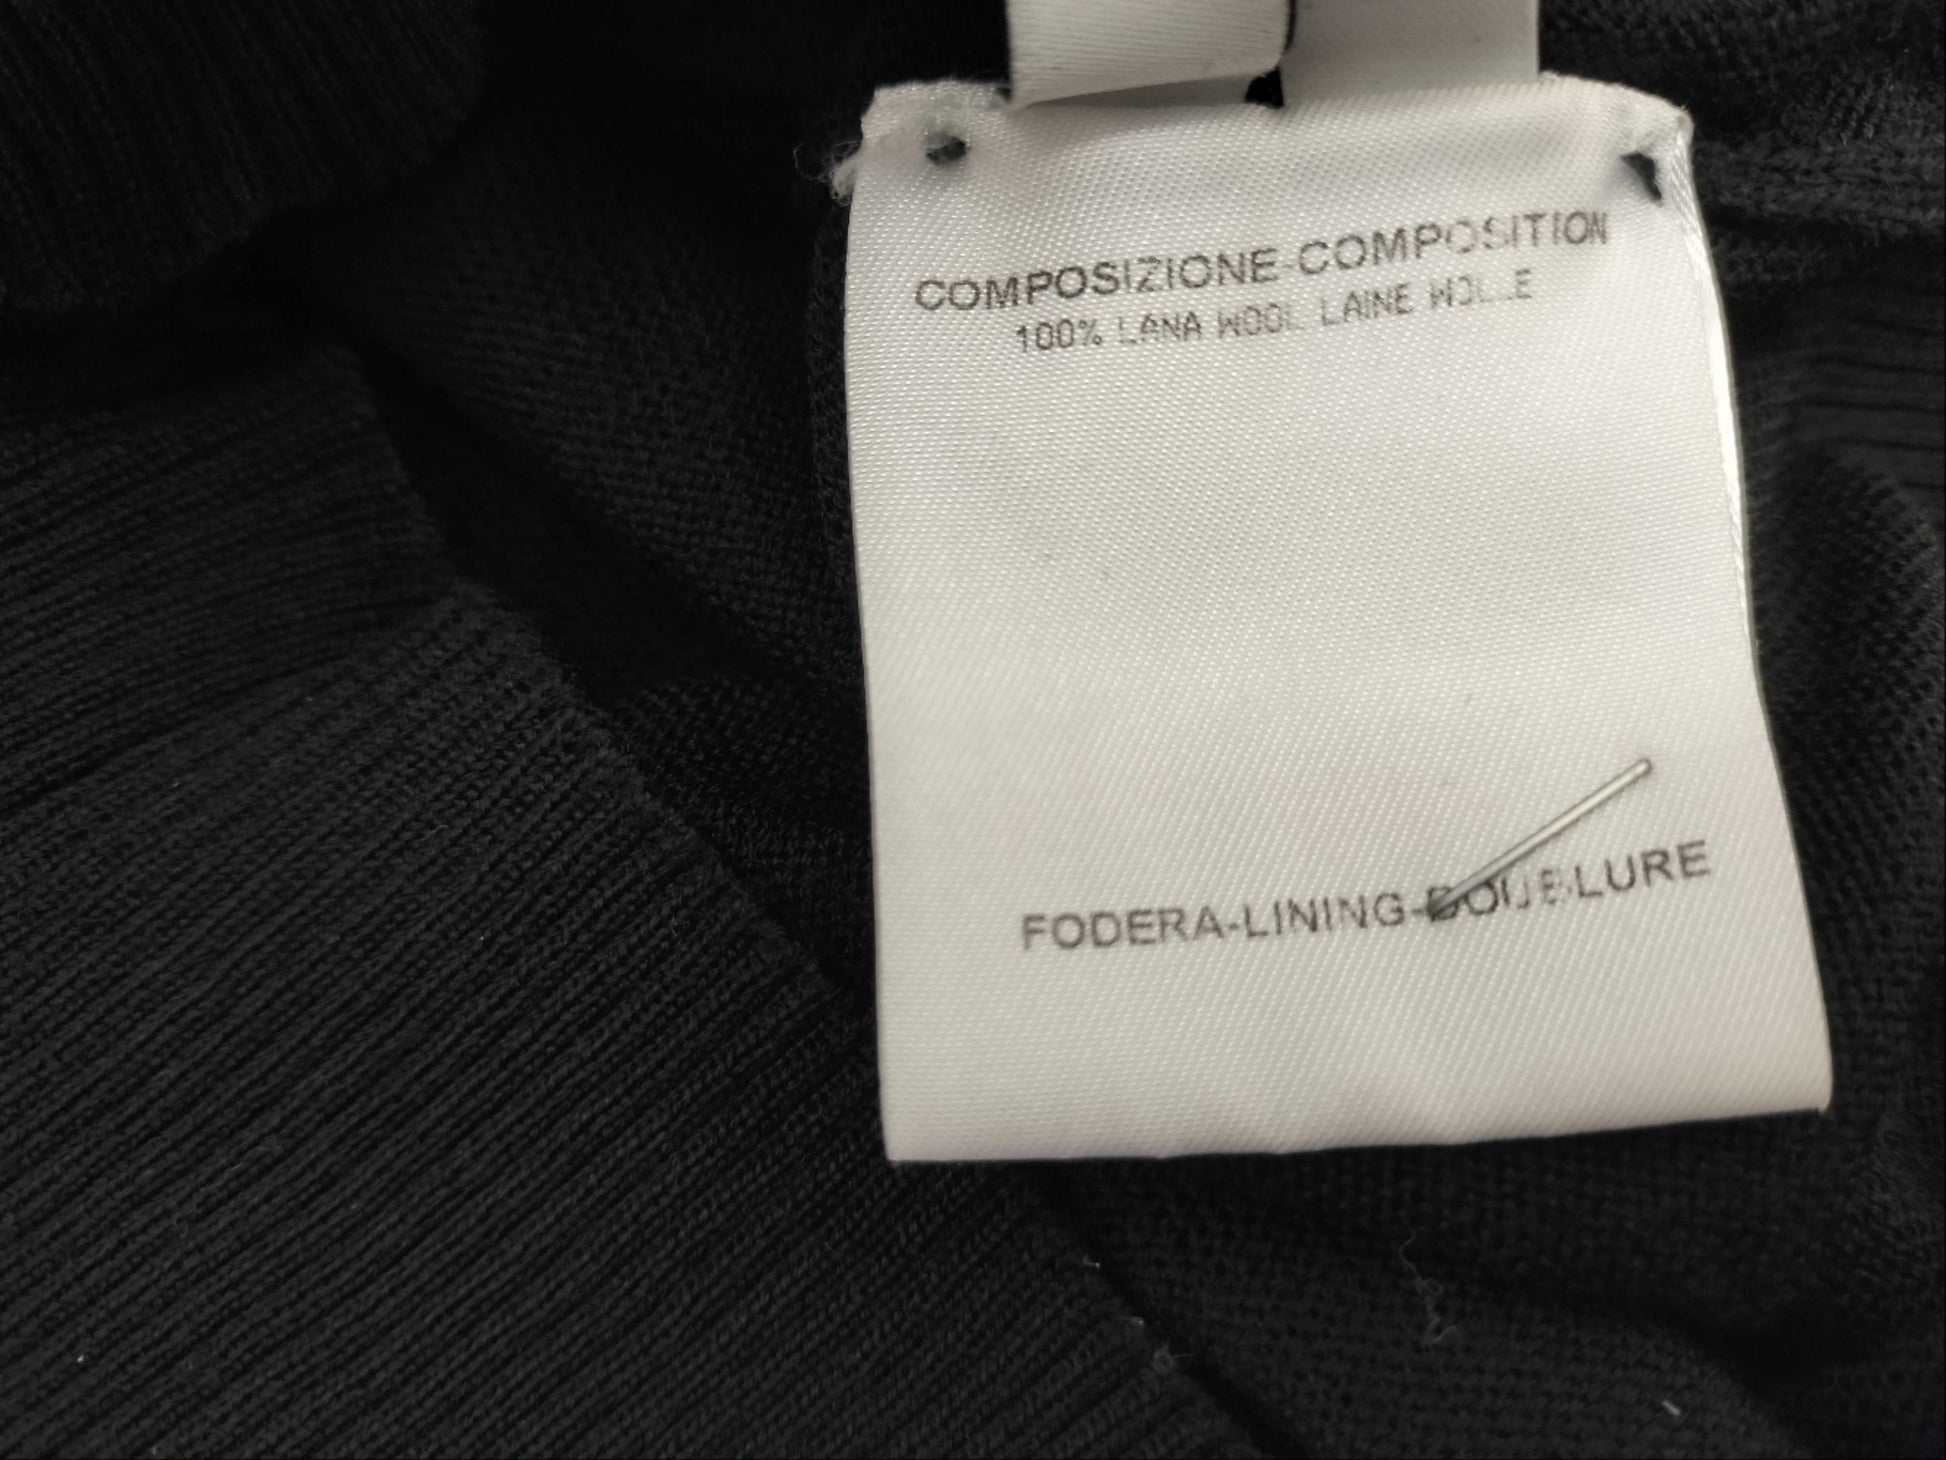 COMPOSIZIONE-COMPOSITION
100% LANA WOOL LAINE WOLLE
FODERA-LINING-DOUBLURE